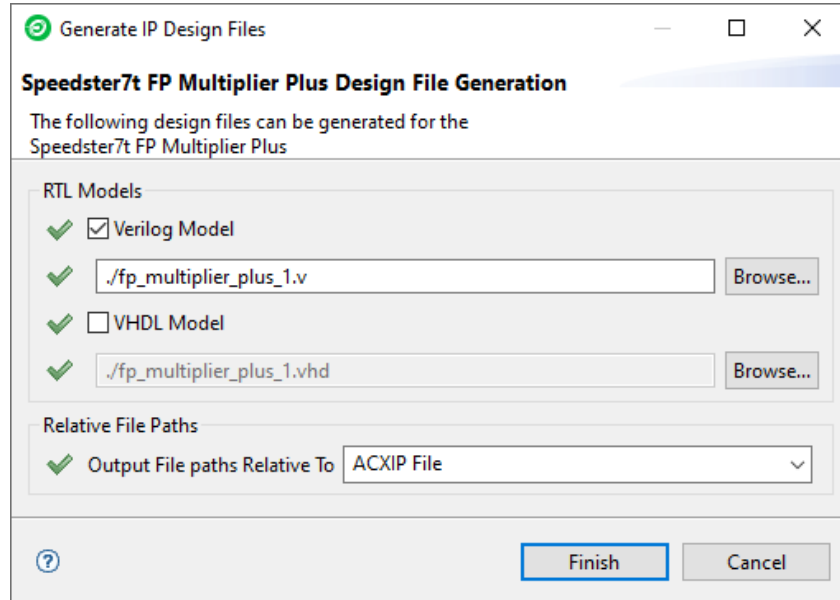 Generate IP Design Files
Speedster7t FP Multiplier Plus Design File Generation
The following design files can be generated for the
Speedster7t FP Multiplier Plus
RTL Models
Verilog Model
./fp_multiplier_plus_1.v
Browse...
VHDL Model
./fp_multiplier_plus_1.vhd
Browse...
Relative File Paths
Output File paths Relative To ACXIP File
Finish Cancel